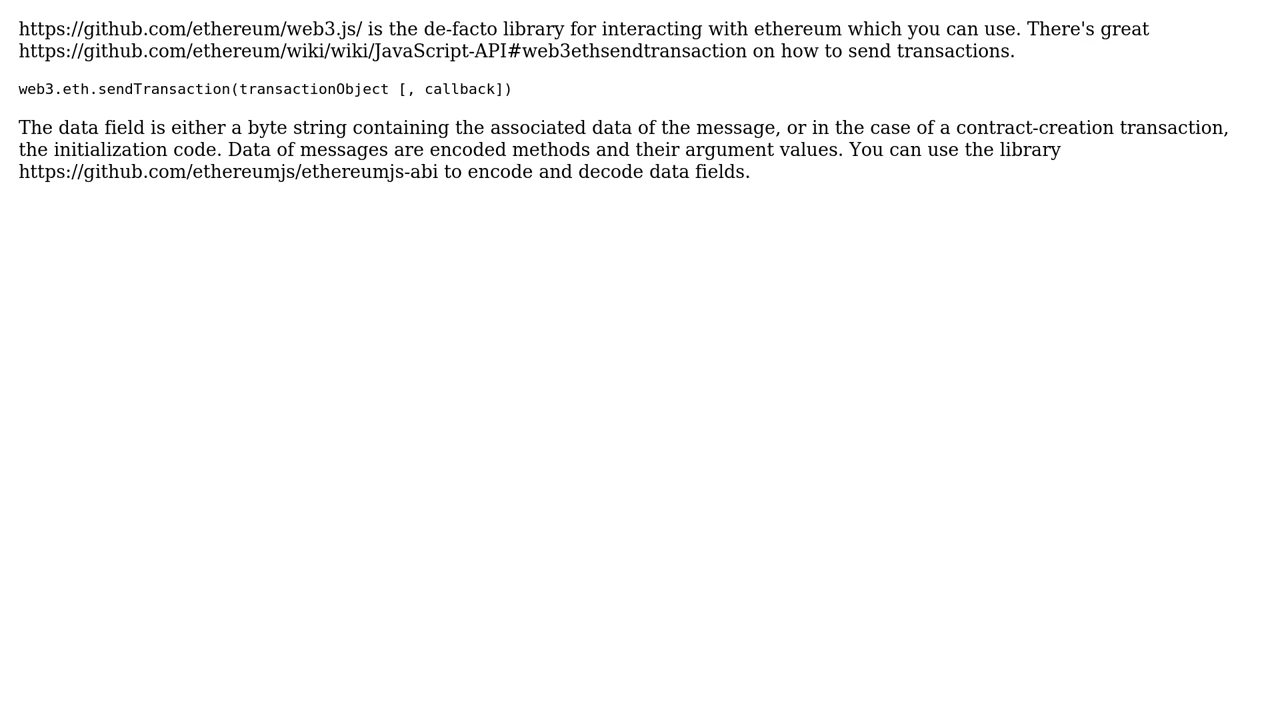 https://github.com/ethereum/web3.js/ is the de-facto library for interacting with ethereum which you can use. There's great
https://github.com/ethereum/wiki/wiki/JavaScript-API#web3ethsendtransaction on how to send transactions.
web3.eth.sendTransaction(transactionObject [, callback])
The data field is either a byte string containing the associated data of the message, or in the case of a contract-creation transaction,
the initialization code. Data of messages are encoded methods and their argument values. You can use the library
https://github.com/ethereumjs/ethereumjs-abi to encode and decode data fields.